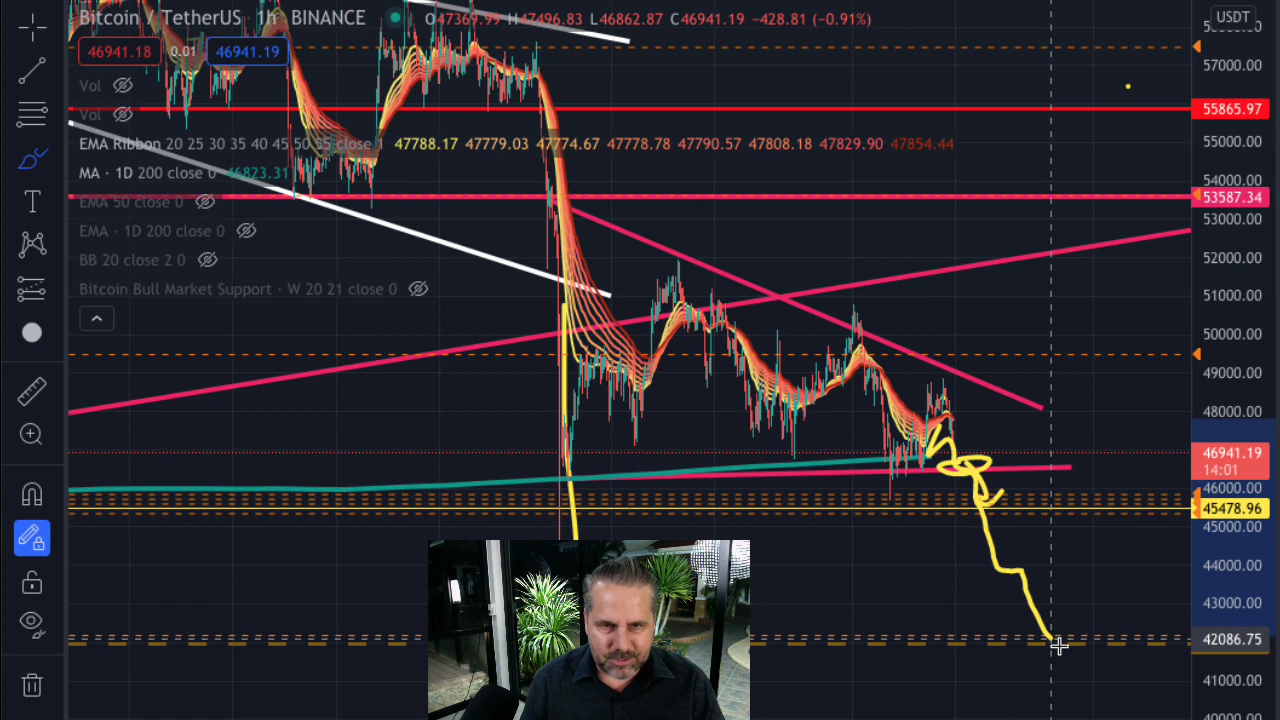 Bitcoin / TetherUS 1h BINANCE O47369.99 H47496.83 L46862.87 C46941.19 −428.81 (−0.91%)
USDT
46941.18 0.01 46941.19
57000.00
Vol
55865.97
Vol
55000.00
EMA Ribbon 20 25 30 35 40 45 50 55 close 1 47788.17 47779.03 47774.67 47778.78 47790.57 47808.18 47829.90 47854.44
MA · 1D 200 close 0 46823.31
54000.00
53587.34
EMA 50 close 0
53000.00
EMA · 1D 200 close 0
52000.00
BB 20 close 2 0
Bitcoin Bull Market Support · W 20 21 close 0
51000.00
50000.00
49000.00
48000.00
46941.19
14:01
46000.00
45478.96
45000.00
44000.00
43000.00
42086.75
41000.00